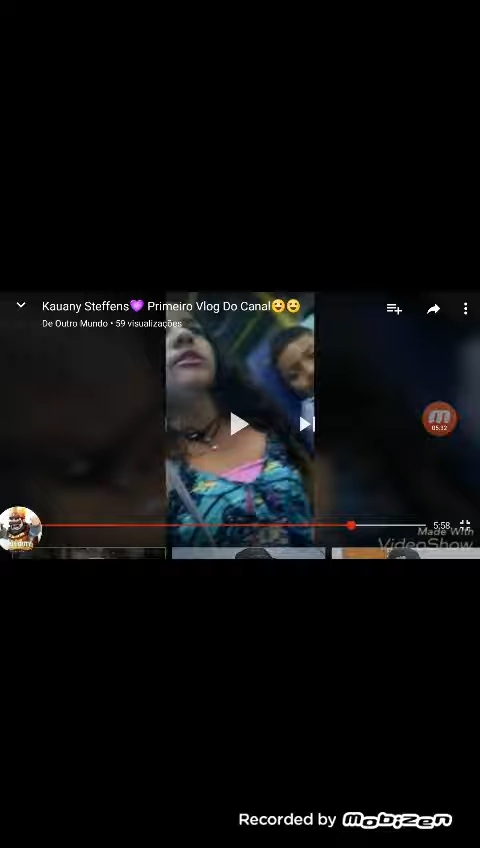 Kauany Steffens💜 Primeiro Vlog Do Canal😍😀
De Outro Mundo • 59 visualizações
05:32
5:58
Made With
VideoShow
Recorded by Mobizen